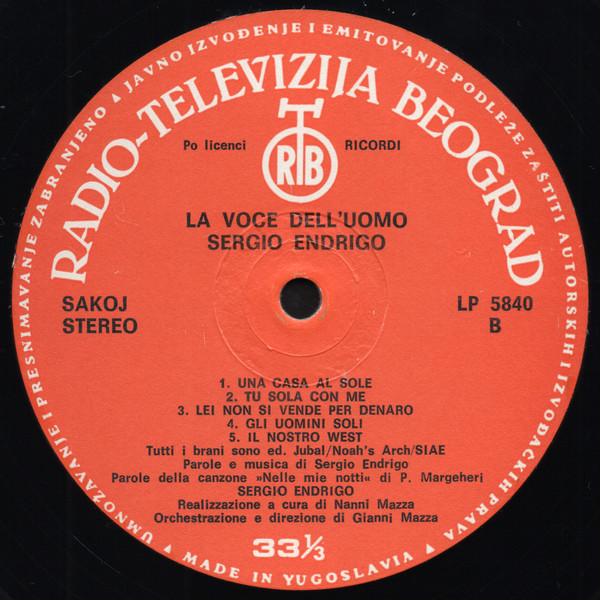 UMNOŽAVANJE I PRESNIMAVANJE ZABRANJENO ▲ JAVNO IZVOĐENJE I EMITOVANJE PODLEŽE ZAŠTITI AUTORSKIH I IZVOĐAČKIH PRAVA ▲
RADIO-TELEVIZIJA BEOGRAD
Po licenci RTB RICORDI
LA VOCE DELL'UOMO
SERGIO ENDRIGO
SAKOJ LP 5840
STEREO B
1. UNA CASA AL SOLE
2. TU SOLA CON ME
3. LEI NON SI VENDE PER DENARO
4. GLI UOMINI SOLI
5. IL NOSTRO WEST
Tutti i brani sono ed. Jubal/Noah's Arch/SIAE
Parole e musica di Sergio Endrigo
Parole della canzone »Nelle mie notti« di P. Margeheri
SERGIO ENDRIGO
Realizzazione a cura di Nanni Mazza
Orchestrazione e direzione di Gianni Mazza
33 1/3
MADE IN YUGOSLAVIA ▲